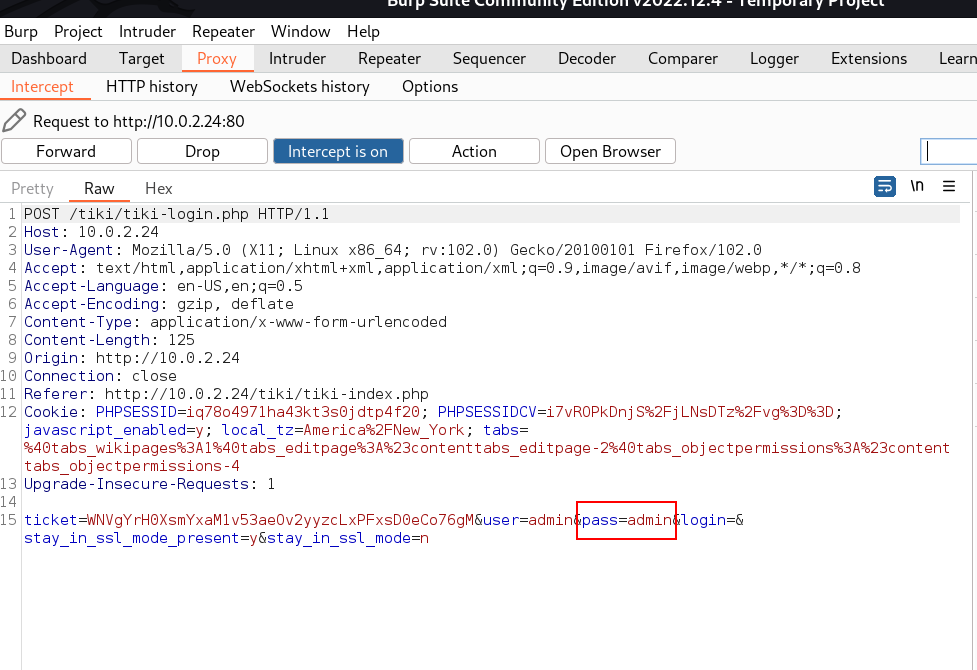 Burp Suite Community Edition v2022.12.4 - Temporary Project
Burp Project Intruder Repeater Window Help
Dashboard Target Proxy Intruder Repeater Sequencer Decoder Comparer Logger Extensions Learn
Intercept HTTP history WebSockets history Options
Request to http://10.0.2.24:80
Forward Drop Intercept is on Action Open Browser
Pretty Raw Hex \n
1 POST /tiki/tiki-login.php HTTP/1.1
2 Host: 10.0.2.24
3 User-Agent: Mozilla/5.0 (X11; Linux x86_64; rv:102.0) Gecko/20100101 Firefox/102.0
4 Accept: text/html,application/xhtml+xml,application/xml;q=0.9,image/avif,image/webp,*/*;q=0.8
5 Accept-Language: en-US,en;q=0.5
6 Accept-Encoding: gzip, deflate
7 Content-Type: application/x-www-form-urlencoded
8 Content-Length: 125
9 Origin: http://10.0.2.24
10 Connection: close
11 Referer: http://10.0.2.24/tiki/tiki-index.php
12 Cookie: PHPSESSID=iq78o4971ha43kt3s0jdtp4f20; PHPSESSIDCV=i7vROPkDnjS%2FjLNsDTz%2Fvg%3D%3D;
javascript_enabled=y; local_tz=America%2FNew_York; tabs=
%40tabs_wikipages%3A1%40tabs_editpage%3A%23contenttabs_editpage-2%40tabs_objectpermissions%3A%23content
tabs_objectpermissions-4
13 Upgrade-Insecure-Requests: 1
14
15 ticket=WNVgYrH0XsmYxaM1v53aeOv2yyzcLxPFxsD0eCo76gM&user=admin&pass=admin&login=&
stay_in_ssl_mode_present=y&stay_in_ssl_mode=n